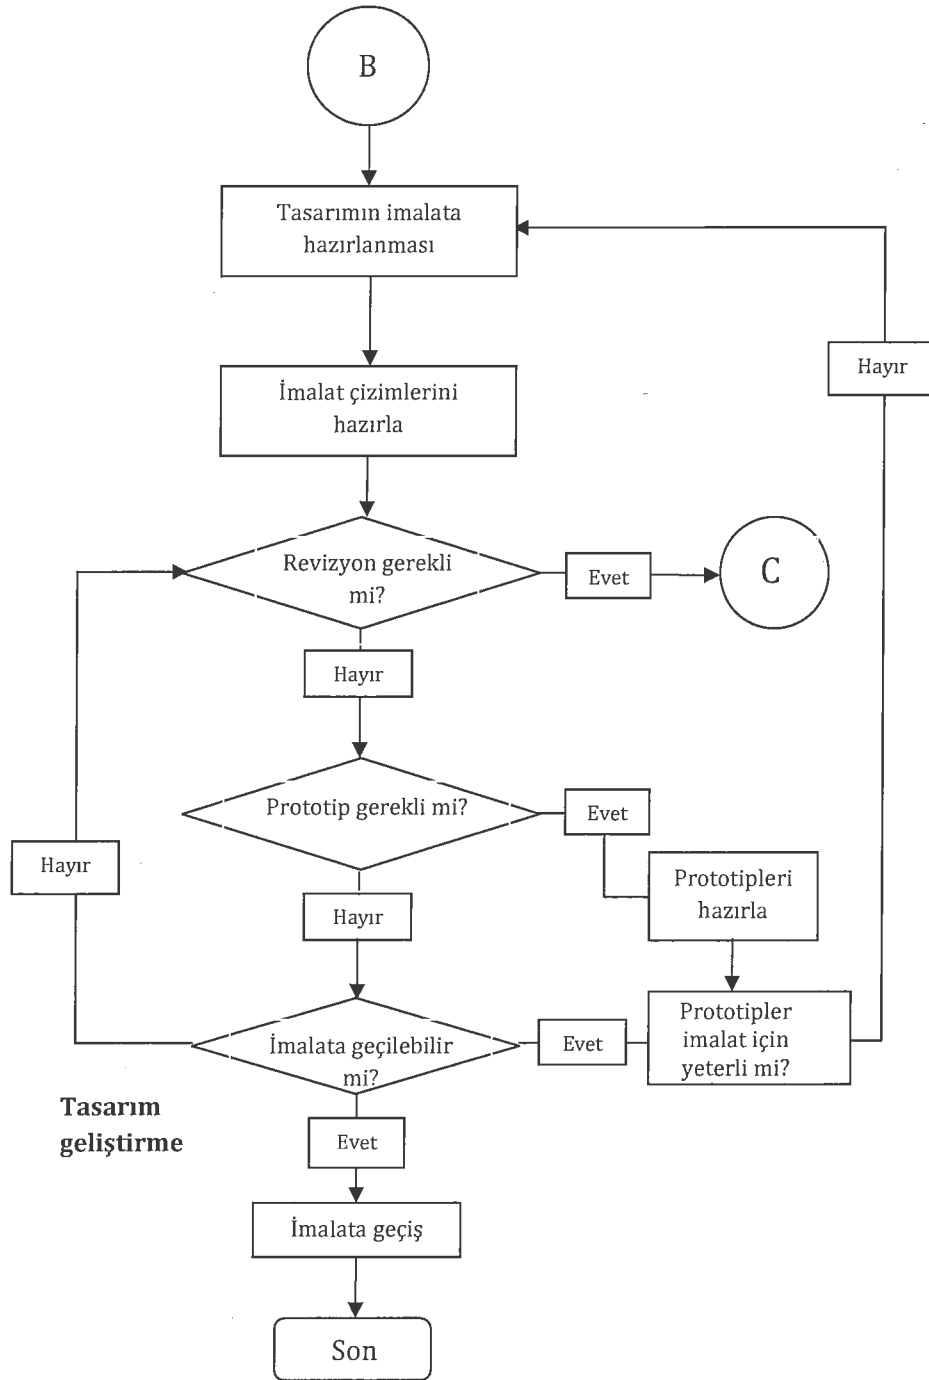 B
Tasarımın imalata
hazırlanması
Hayır
İmalat çizimlerini
hazırla
Revizyon gerekli
mi?
Evet
C
Hayır
Prototip gerekli mi?
Evet
Hayır
Prototipleri
hazırla
Hayır
İmalata geçilebilir
mi?
Evet
Prototipler
imalat için
yeterli mi?
Tasarım
geliştirme
Evet
İmalata geçiş
Son